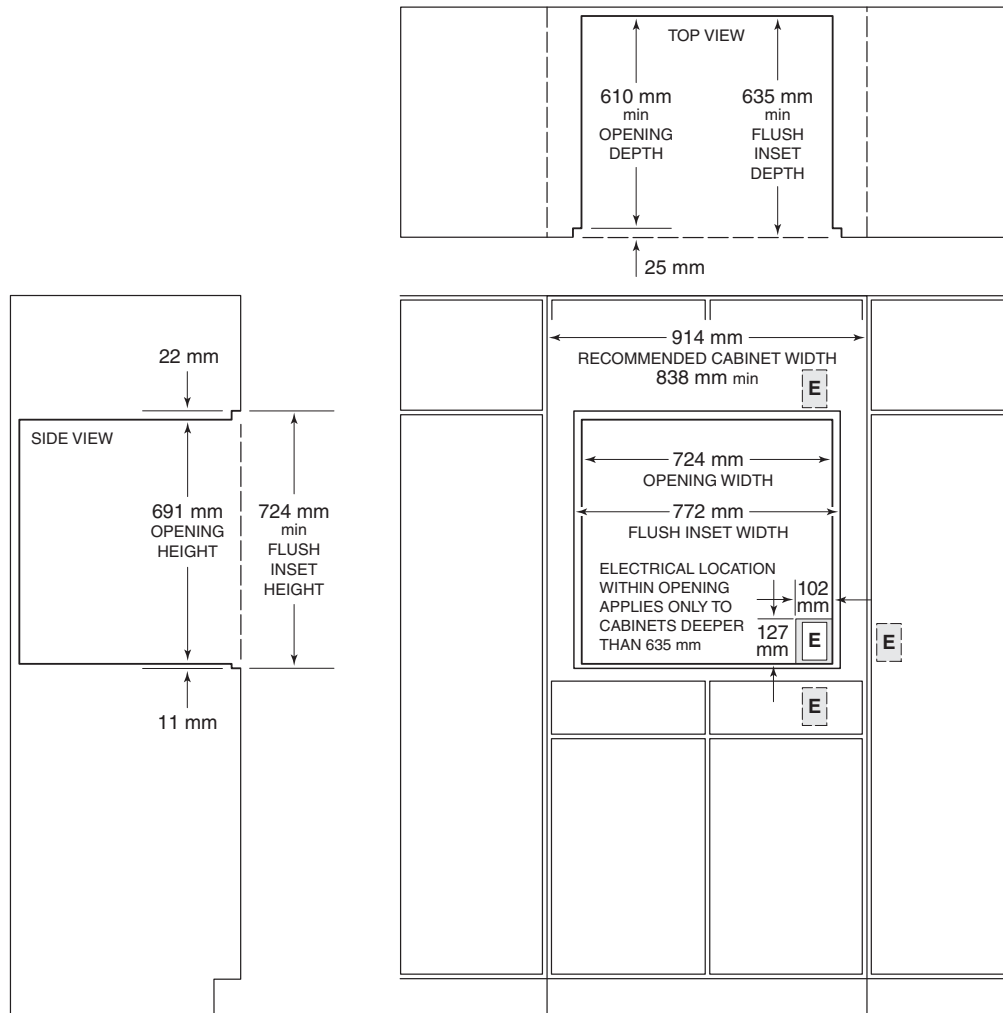 TOP VIEW
610 mm
min
OPENING
DEPTH
635 mm
min
FLUSH
INSET
DEPTH
25 mm
22 mm
SIDE VIEW
691 mm
OPENING
HEIGHT
724 mm
min
FLUSH
INSET
HEIGHT
11 mm
914 mm
RECOMMENDED CABINET WIDTH
838 mm min
E
724 mm
OPENING WIDTH
772 mm
FLUSH INSET WIDTH
ELECTRICAL LOCATION
WITHIN OPENING
APPLIES ONLY TO
CABINETS DEEPER
THAN 635 mm
102
mm
127
mm
E
E
E